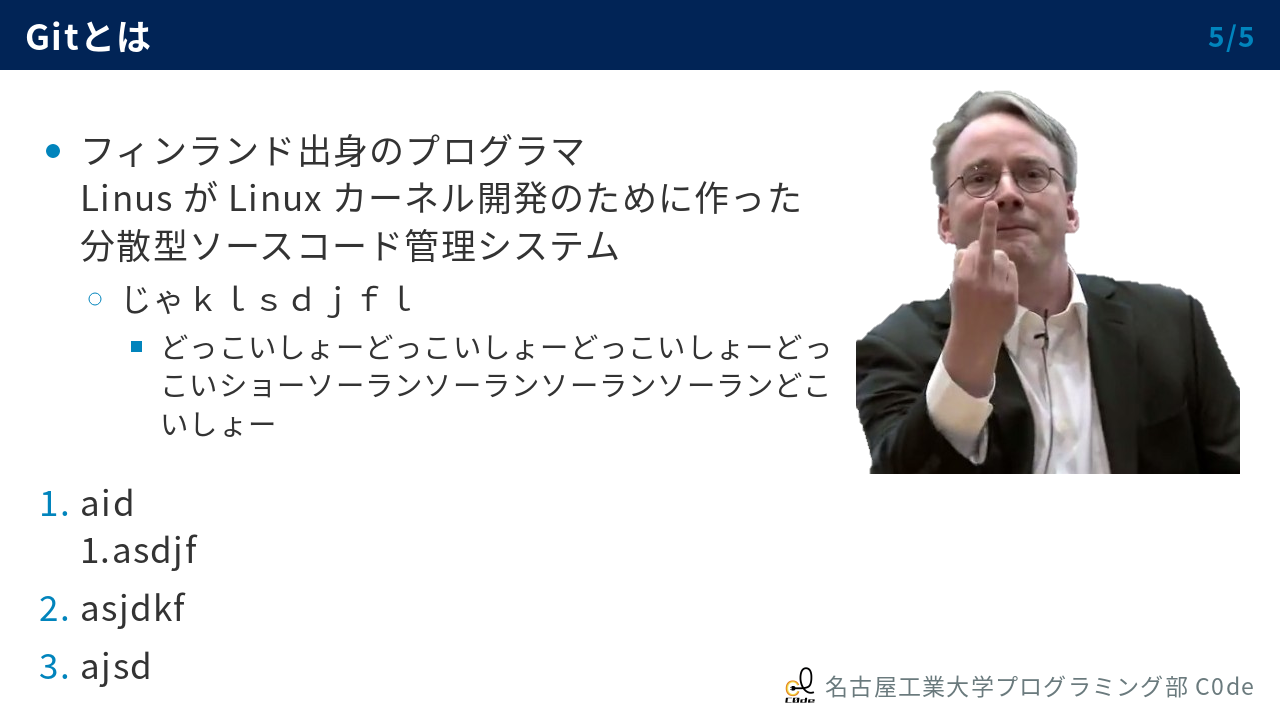 Gitとは
5/5
フィンランド出身のプログラマ
Linus が Linux カーネル開発のために作った
分散型ソースコード管理システム
じゃｋｌｓｄｊｆｌ
どっこいしょーどっこいしょーどっこいしょーどっ
こいショーソーランソーランソーランソーランどこ
いしょー
1. aid
1.asdjf
2. asjdkf
3. ajsd
C0de
名古屋工業大学プログラミング部 C0de